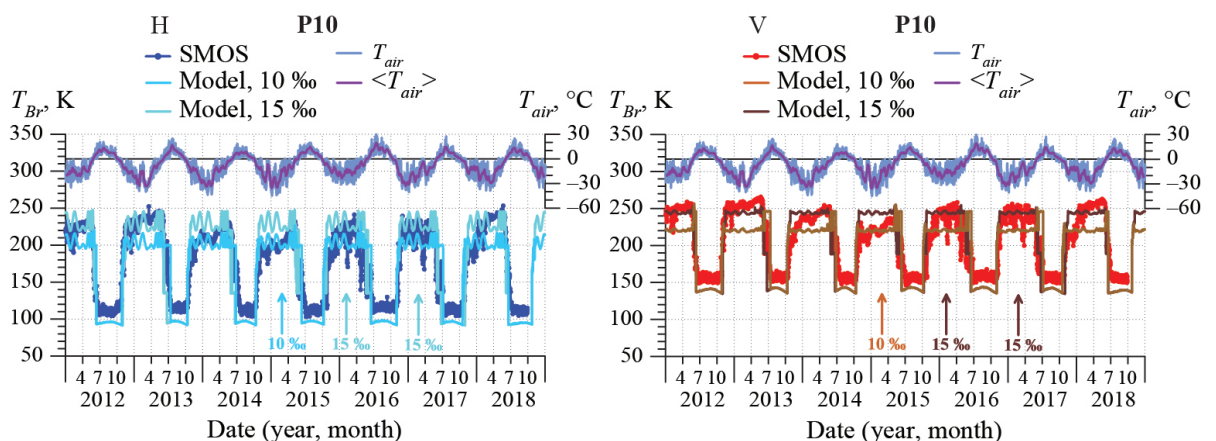 H P10
SMOS
Model, 10 ‰
Model, 15 ‰
T_air
<T_air>
T_Br, K
T_air, °C
350
300
250
200
150
100
50
30
0
–30
–60
10 ‰
15 ‰
15 ‰
4 7 10 4 7 10 4 7 10 4 7 10 4 7 10 4 7 10 4 7 10
2012 2013 2014 2015 2016 2017 2018
Date (year, month)
V P10
SMOS
Model, 10 ‰
Model, 15 ‰
T_air
<T_air>
T_Br, K
T_air, °C
350
300
250
200
150
100
50
30
0
–30
–60
10 ‰
15 ‰
15 ‰
4 7 10 4 7 10 4 7 10 4 7 10 4 7 10 4 7 10 4 7 10
2012 2013 2014 2015 2016 2017 2018
Date (year, month)